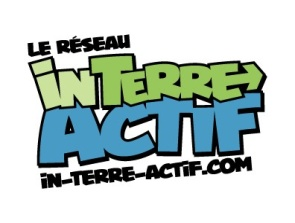 LE RÉSEAU
iNTERRE-
ACTiF
iN-TERRE-ACTiF.COM